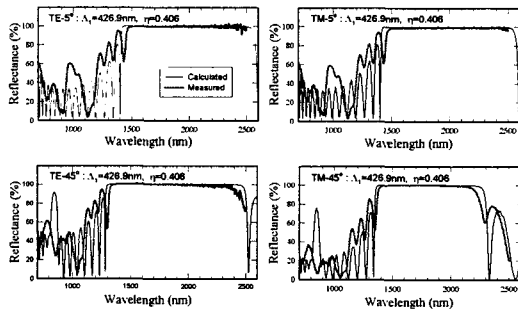 TE-5° : Λ₁=426.9nm, η=0.406
Reflectance (%)
100
80
60
40
20
0
Calculated
Measured
1000 1500 2000 2500
Wavelength (nm)
TM-5° : Λ₁=426.9nm, η=0.406
Reflectance (%)
100
80
60
40
20
0
1000 1500 2000 2500
Wavelength (nm)
TE-45° : Λ₁=426.9nm, η=0.406
Reflectance (%)
100
80
60
40
20
0
1000 1500 2000 2500
Wavelength (nm)
TM-45° : Λ₁=426.9nm, η=0.406
Reflectance (%)
100
80
60
40
20
0
1000 1500 2000 2500
Wavelength (nm)